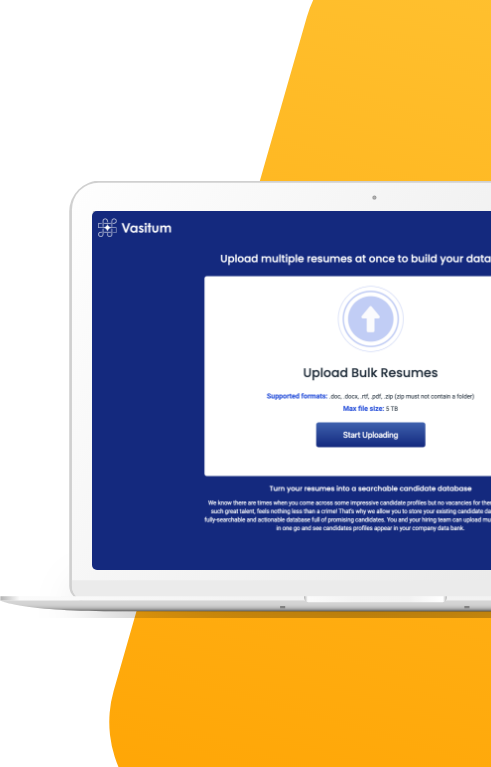 Vasitum
Upload multiple resumes at once to build your data
Upload Bulk Resumes
Supported formats: .doc, .docx, .rtf, .pdf, .zip (zip must not contain a folder)
Max file size: 5 TB
Start Uploading
Turn your resumes into a searchable candidate database
We know there are times when you come across some impressive candidate profiles but no vacancies for the
such great talent, feels nothing less than a crime! That's why we allow you to store your existing candidate da
fully-searchable and actionable database full of promising candidates. You and your hiring team can upload mu
in one go and see candidates profiles appear in your company data bank.